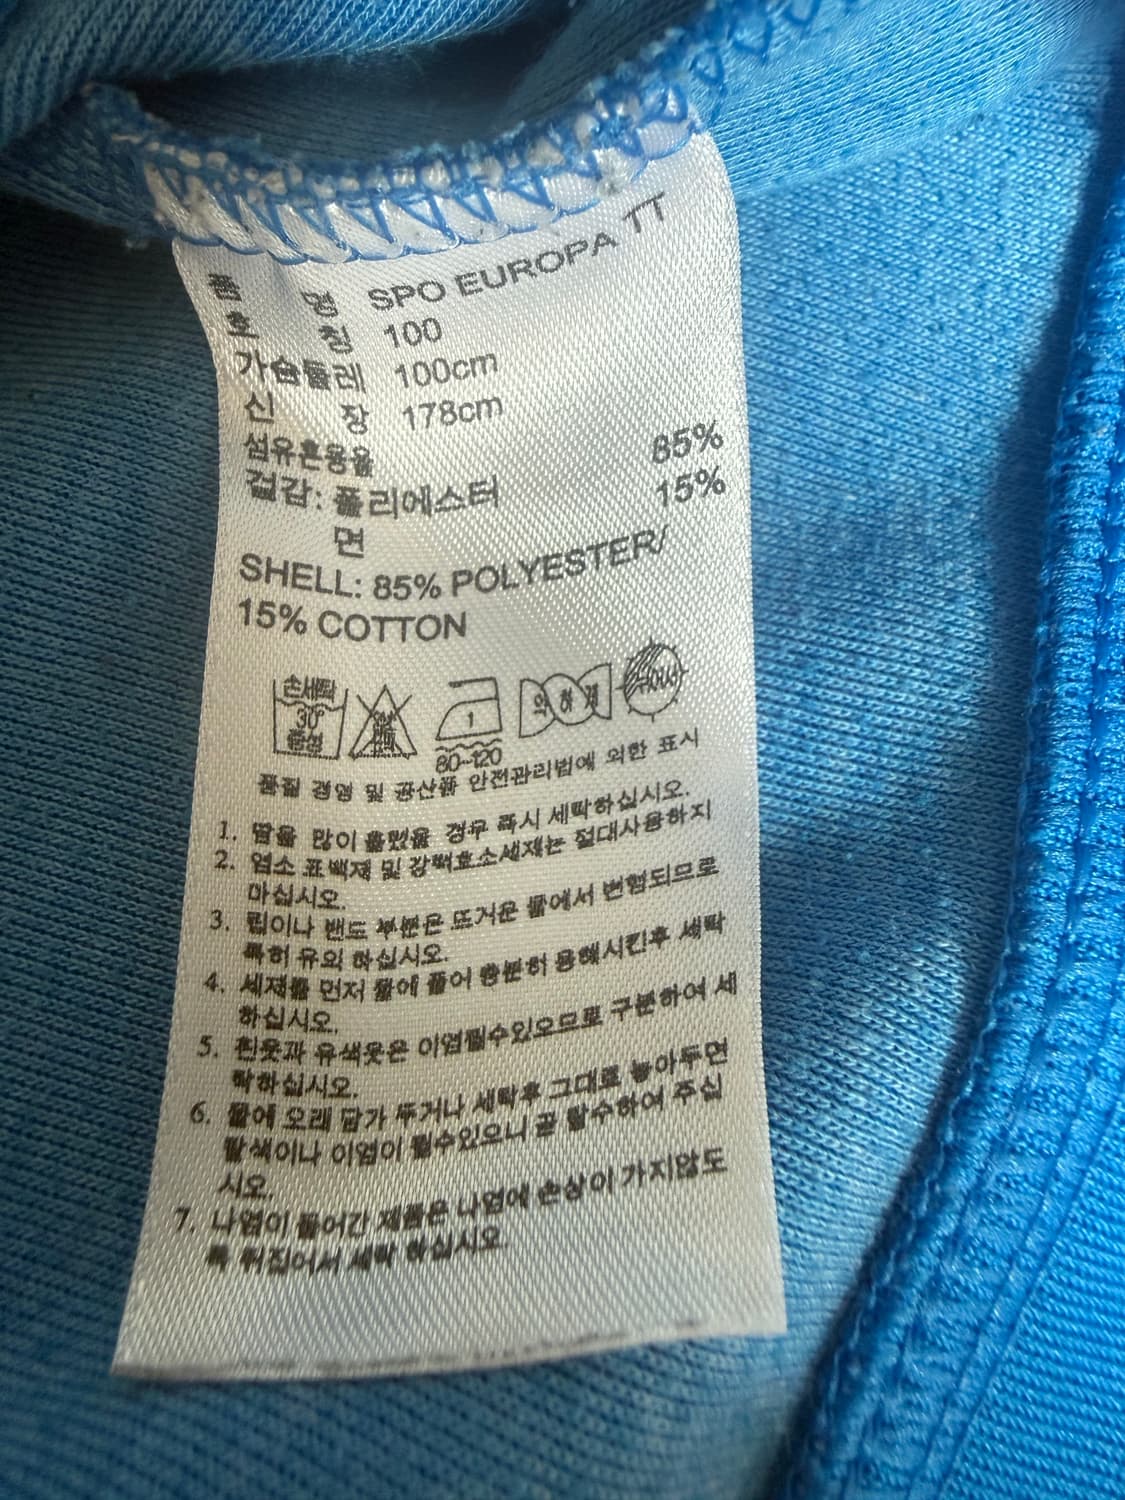 품 명 SPO EUROPA TT
호 칭 100
가슴둘레 100cm
신 장 178cm
섬유혼용율
겉감: 폴리에스터 85%
면 15%
SHELL: 85% POLYESTER/
15% COTTON
손세탁
30°
중성
1
80~120
약하게
품질 경영 및 공산품 안전관리법에 의한 표시
1. 땀을 많이 흘렸을 경우 즉시 세탁하십시오.
2. 염소 표백제 및 강력효소세제는 절대사용하지
마십시오.
3. 립이나 밴드 부분은 뜨거운 물에서 변형되므로
특히 유의 하십시오.
4. 세제를 먼저 물에 풀어 충분히 용해시킨후 세탁
하십시오.
5. 흰옷과 유색옷은 이염될수있으므로 구분하여 세
탁하십시오.
6. 물에 오래 담가 두거나 세탁후 그대로 놓아두면
탈색이나 이염이 될수있으니 곧 탈수하여 주십
시오.
7. 나염이 들어간 제품은 나염에 손상이 가지않도
록 뒤집어서 세탁 하십시오